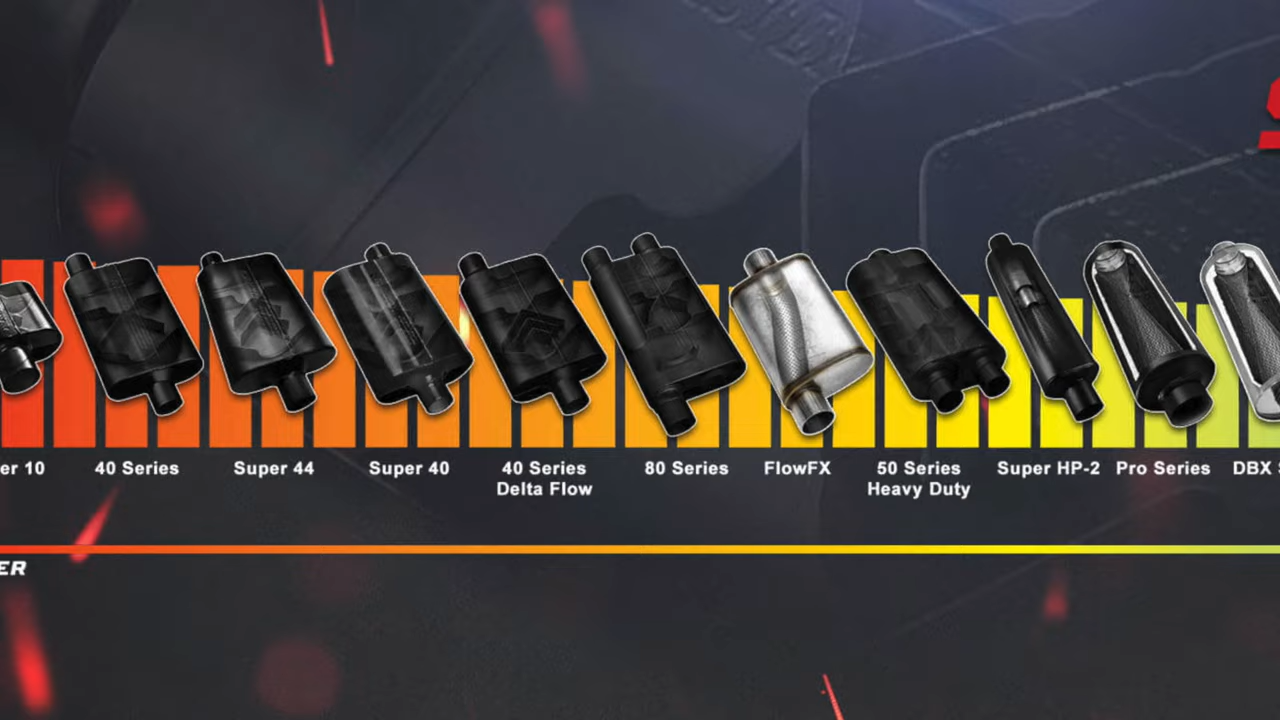 er 10
40 Series
Super 44
Super 40
40 Series
Delta Flow
80 Series
FlowFX
50 Series
Heavy Duty
Super HP-2
Pro Series
DBX
ER